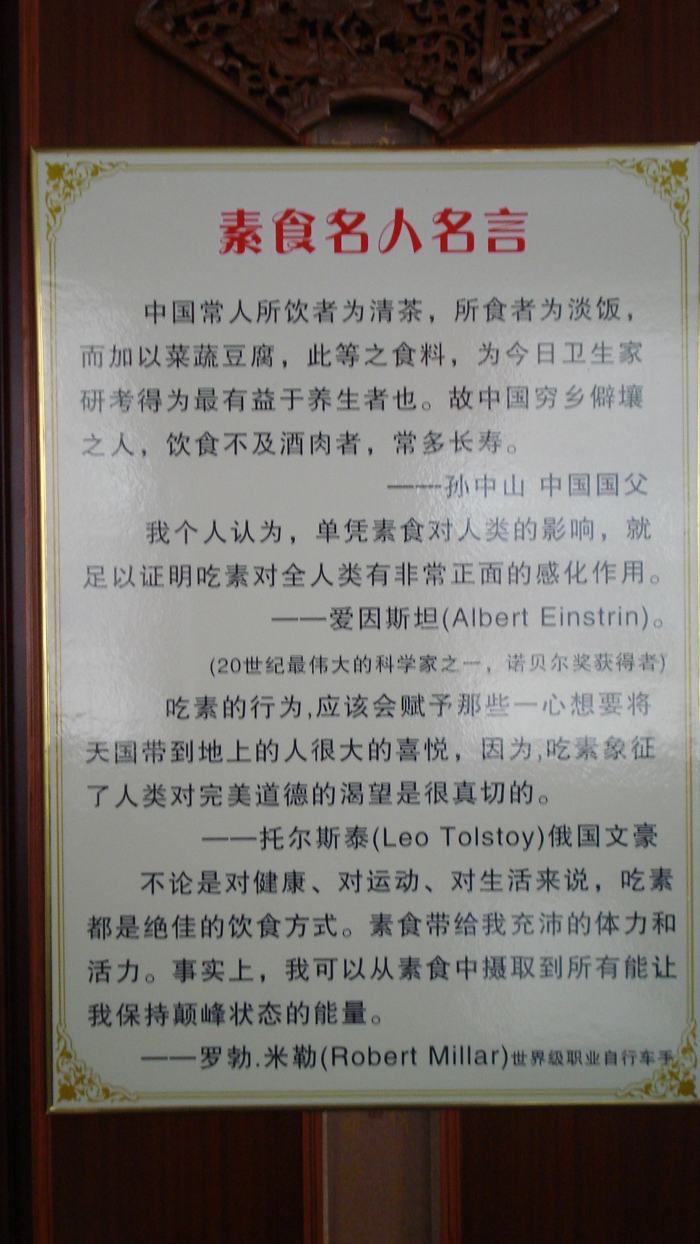 素食名人名言
中国常人所饮者为清茶，所食者为淡饭，
而加以菜蔬豆腐，此等之食料，为今日卫生家
研考得为最有益于养生者也。故中国穷乡僻壤
之人，饮食不及酒肉者，常多长寿。
——孙中山 中国国父
我个人认为，单凭素食对人类的影响，就
足以证明吃素对全人类有非常正面的感化作用。
——爱因斯坦(Albert Einstrin)。
(20世纪最伟大的科学家之一，诺贝尔奖获得者)
吃素的行为,应该会赋予那些一心想要将
天国带到地上的人很大的喜悦，因为,吃素象征
了人类对完美道德的渴望是很真切的。
——托尔斯泰(Leo Tolstoy)俄国文豪
不论是对健康、对运动、对生活来说，吃素
都是绝佳的饮食方式。素食带给我充沛的体力和
活力。事实上，我可以从素食中摄取到所有能让
我保持颠峰状态的能量。
——罗勃.米勒(Robert Millar)世界级职业自行车手